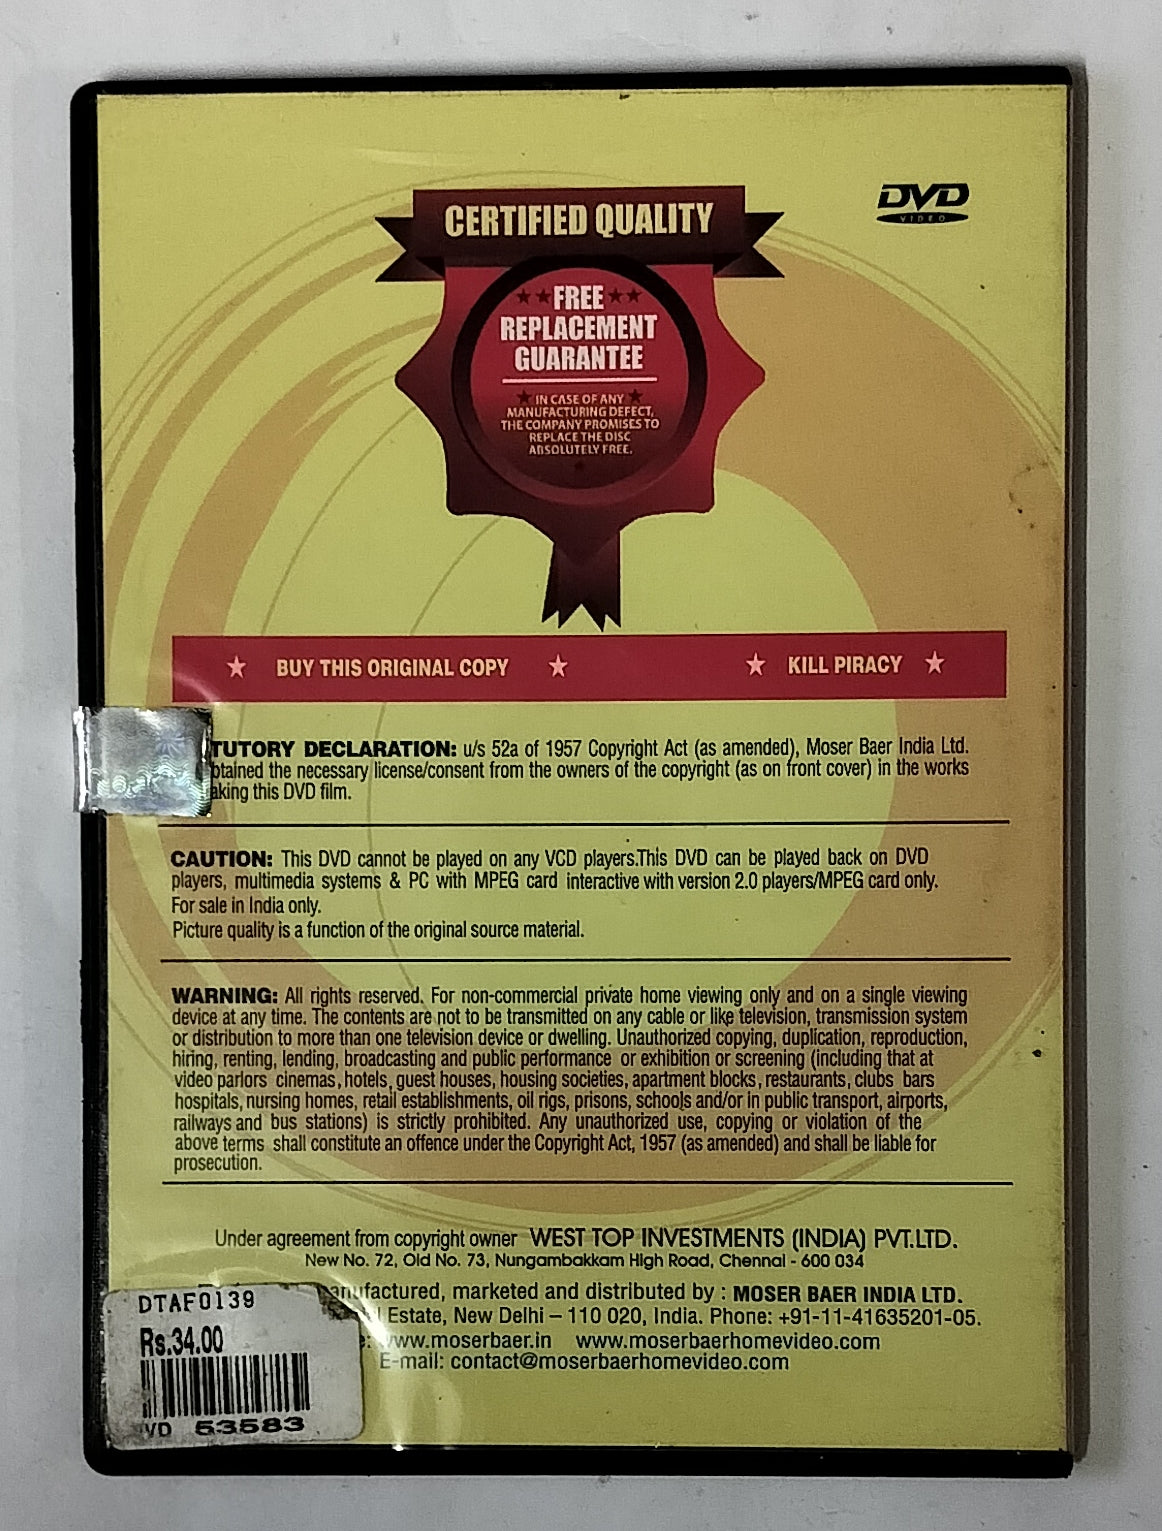 CERTIFIED QUALITY
DVD
VIDEO
FREE
REPLACEMENT
GUARANTEE
IN CASE OF ANY
MANUFACTURING DEFECT,
THE COMPANY PROMISES TO
REPLACE THE DISC
ABSOLUTELY FREE.
BUY THIS ORIGINAL COPY KILL PIRACY
TUTORY DECLARATION: u/s 52a of 1957 Copyright Act (as amended), Moser Baer India Ltd.
btained the necessary license/consent from the owners of the copyright (as on front cover) in the works
aking this DVD film.
CAUTION: This DVD cannot be played on any VCD players.This DVD can be played back on DVD
players, multimedia systems & PC with MPEG card interactive with version 2.0 players/MPEG card only.
For sale in India only.
Picture quality is a function of the original source material.
WARNING: All rights reserved. For non-commercial private home viewing only and on a single viewing
device at any time. The contents are not to be transmitted on any cable or like television, transmission system
or distribution to more than one television device or dwelling. Unauthorized copying, duplication, reproduction,
hiring, renting, lending, broadcasting and public performance or exhibition or screening (including that at
video parlors cinemas, hotels, guest houses, housing societies, apartment blocks, restaurants, clubs bars
hospitals, nursing homes, retail establishments, oil rigs, prisons, schools and/or in public transport, airports,
railways and bus stations) is strictly prohibited. Any unauthorized use, copying or violation of the
above terms shall constitute an offence under the Copyright Act, 1957 (as amended) and shall be liable for
prosecution.
Under agreement from copyright owner WEST TOP INVESTMENTS (INDIA) PVT.LTD.
New No. 72, Old No. 73, Nungambakkam High Road, Chennai - 600 034
anufactured, marketed and distributed by : MOSER BAER INDIA LTD.
Estate, New Delhi – 110 020, India. Phone: +91-11-41635201-05.
www.moserbaer.in www.moserbaerhomevideo.com
E-mail: contact@moserbaerhomevideo.com
DTAF0139
Rs.34.00
VD 53583